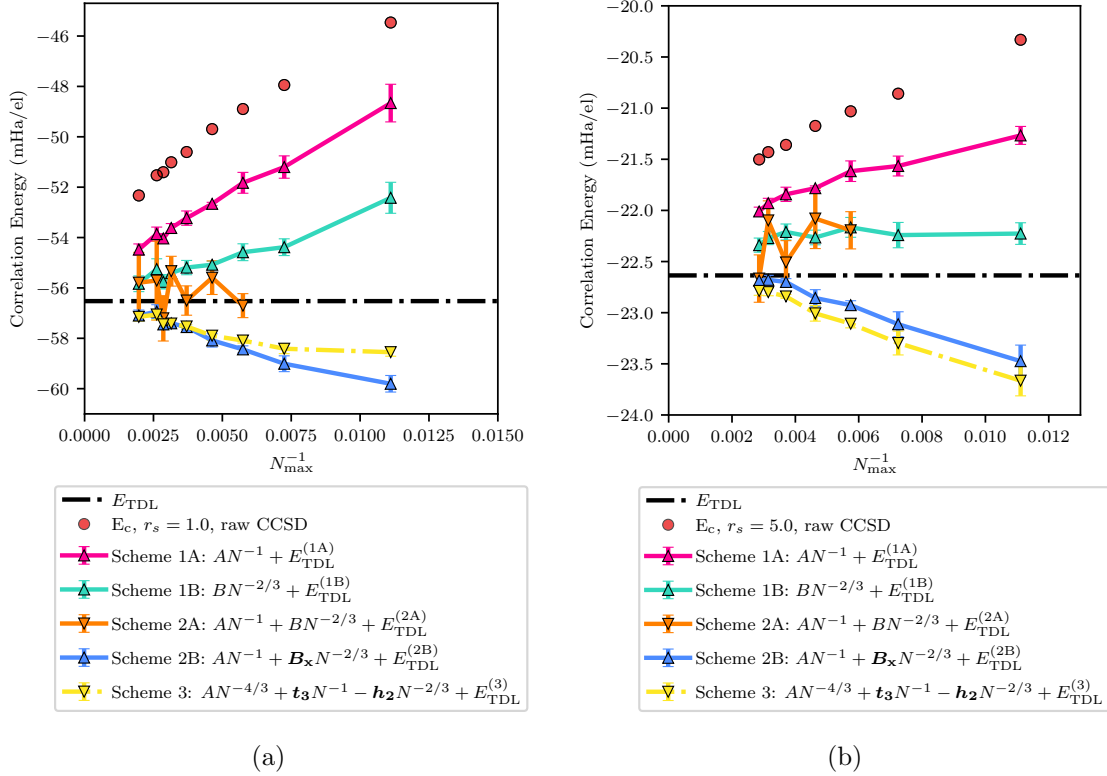 −46
−48
−50
−52
−54
−56
−58
−60
Correlation Energy (mHa/el)
0.0000 0.0025 0.0050 0.0075 0.0100 0.0125 0.0150
N_max^−1
E_TDL
E_c, r_s = 1.0, raw CCSD
Scheme 1A: AN^−1 + E_TDL^(1A)
Scheme 1B: BN^−2/3 + E_TDL^(1B)
Scheme 2A: AN^−1 + BN^−2/3 + E_TDL^(2A)
Scheme 2B: AN^−1 + B_x N^−2/3 + E_TDL^(2B)
Scheme 3: AN^−4/3 + t_3 N^−1 − h_2 N^−2/3 + E_TDL^(3)
(a)
−20.0
−20.5
−21.0
−21.5
−22.0
−22.5
−23.0
−23.5
−24.0
Correlation Energy (mHa/el)
0.000 0.002 0.004 0.006 0.008 0.010 0.012
N_max^−1
E_TDL
E_c, r_s = 5.0, raw CCSD
Scheme 1A: AN^−1 + E_TDL^(1A)
Scheme 1B: BN^−2/3 + E_TDL^(1B)
Scheme 2A: AN^−1 + BN^−2/3 + E_TDL^(2A)
Scheme 2B: AN^−1 + B_x N^−2/3 + E_TDL^(2B)
Scheme 3: AN^−4/3 + t_3 N^−1 − h_2 N^−2/3 + E_TDL^(3)
(b)